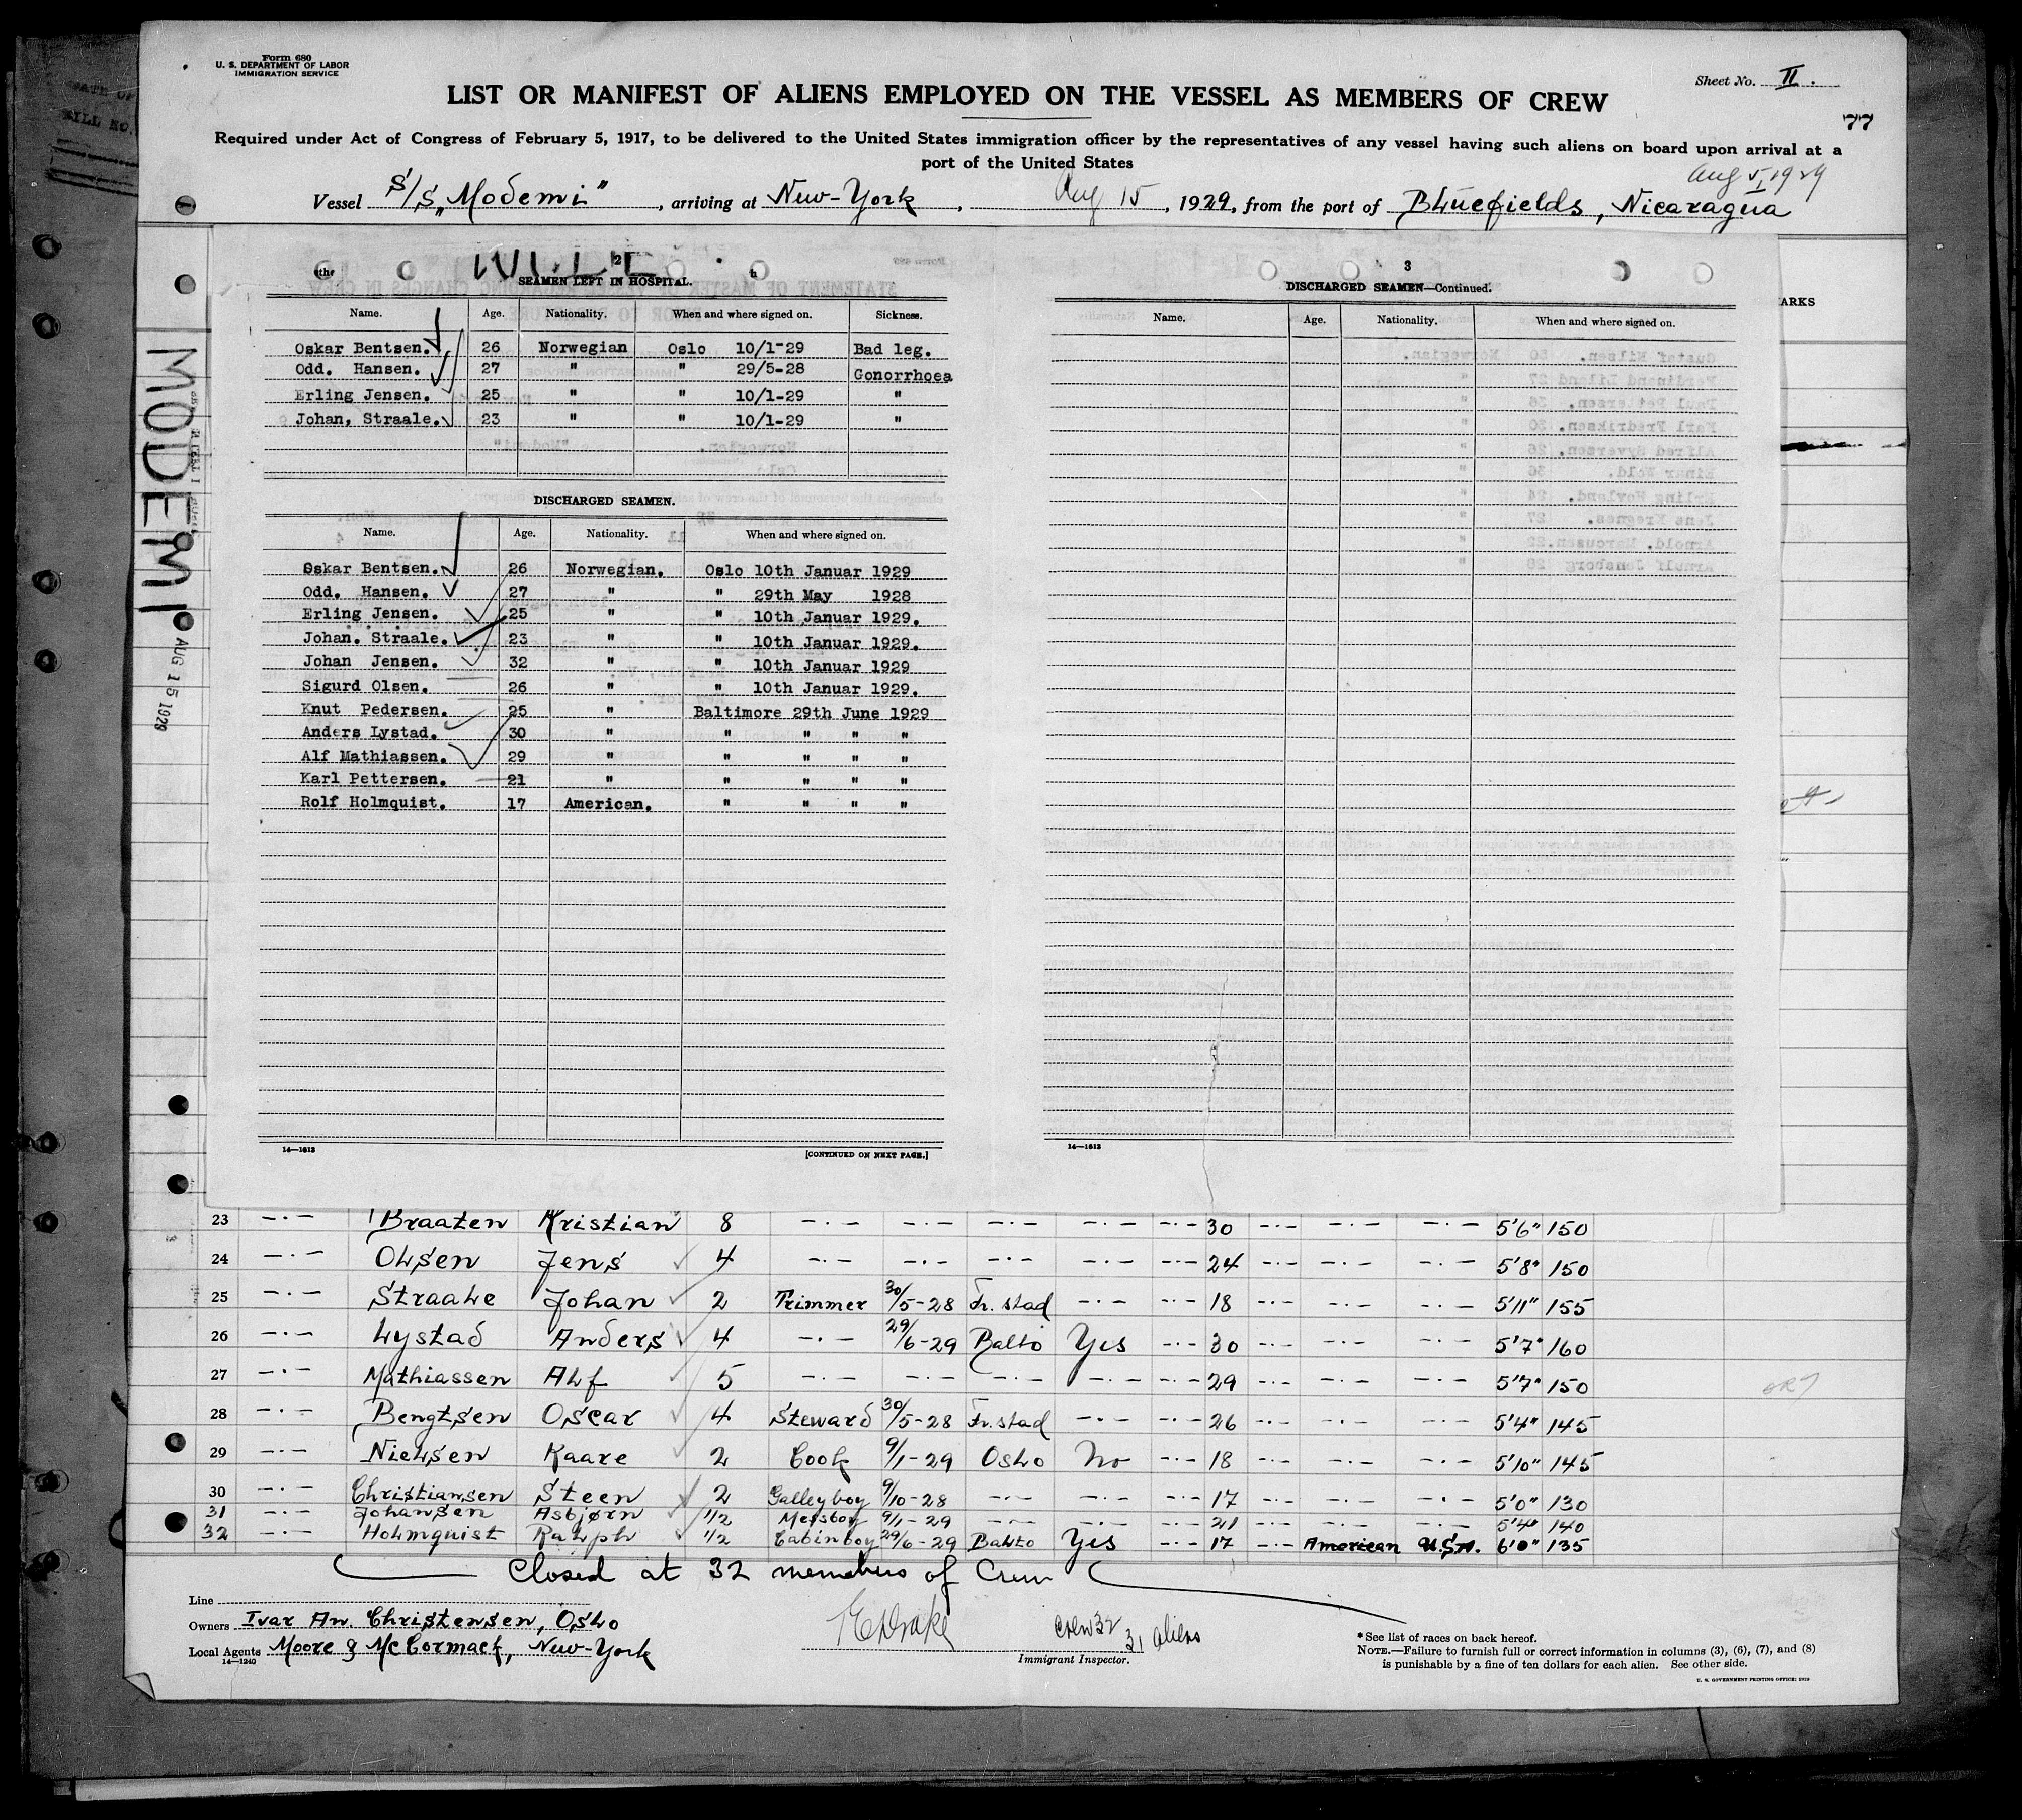 Form 680
U. S. DEPARTMENT OF LABOR
IMMIGRATION SERVICE
Sheet No. II.
LIST OR MANIFEST OF ALIENS EMPLOYED ON THE VESSEL AS MEMBERS OF CREW
77
Required under Act of Congress of February 5, 1917, to be delivered to the United States immigration officer by the representatives of any vessel having such aliens on board upon arrival at a
port of the United States
Aug 5, 1929
Vessel S/S „Modemi", arriving at New-York, Aug 15, 1929, from the port of Bluefields, Nicaragua
the
2
SEAMEN LEFT IN HOSPITAL.
Name. Age. Nationality. When and where signed on. Sickness.
Oskar Bentsen. 26 Norwegian Oslo 10/1-29 Bad leg.
Odd. Hansen. 27 " " 29/5-28 Gonorrhoea
Erling Jensen. 25 " " 10/1-29 "
Johan, Straale. 23 " " 10/1-29 "
DISCHARGED SEAMEN.
Name. Age. Nationality. When and where signed on.
Oskar Bentsen. 26 Norwegian. Oslo 10th Januar 1929
Odd. Hansen. 27 " " 29th May 1928
Erling Jensen. 25 " " 10th Januar 1929.
Johan. Straale. 23 " " 10th Januar 1929.
Johan Jensen. 32 " " 10th Januar 1929
Sigurd Olsen. 26 " " 10th Januar 1929.
Knut Pedersen. 25 " Baltimore 29th June 1929
Anders Lystad. 30 " " " " "
Alf Mathiassen. 29 " " " " "
Karl Pettersen. 21 " " " " "
Rolf Holmquist. 17 American. " " " "
14—1613
[CONTINUED ON NEXT PAGE.]
3
DISCHARGED SEAMEN—Continued.
Name. Age. Nationality. When and where signed on.
14—1613
ARKS
MODEMI
AUG 15 1929
23 —·— Braaten Kristian 8 —·— —·— —·— —·— —·— 30 —·— —·— —·— 5'6" 150
24 —·— Olsen Jens 4 —·— —·— —·— —·— —·— 24 —·— —·— —·— 5'8" 150
25 —·— Straale Johan 2 Trimmer 30/5-28 Fr. stad —·— —·— 18 —·— —·— —·— 5'11" 155
26 —·— Lystad Anders 4 —·— 29/6-29 Balto Yes —·— 30 —·— —·— —·— 5'7" 160
27 —·— Mathiassen Alf 5 —·— —·— —·— —·— —·— 29 —·— —·— —·— 5'7" 150
28 —·— Bengtsen Oscar 4 Steward 30/5-28 Fr. stad —·— —·— 26 —·— —·— —·— 5'4" 145
29 —·— Nielsen Kaare 2 Cook 9/1-29 Oslo No —·— 18 —·— —·— —·— 5'10" 145
30 —·— Christiansen Steen 2 Galleyboy 9/10-28 —·— —·— —·— 17 —·— —·— —·— 5'0" 130
31 —·— Johansen Asbjørn 1/2 Messboy 9/1-29 —·— —·— —·— 21 —·— —·— —·— 5'4" 140
32 —·— Holmquist Ralph 1/2 Cabinboy 29/6-29 Balto Yes —·— 17 —·— American U.S.A. 6'0" 135
Closed at 32 members of Crew
Line
Owners Ivar An. Christensen, Oslo
Local Agents Moore & McCormack, New-York
14—1240
Crew 32
31 aliens
Immigrant Inspector.
* See list of races on back hereof.
NOTE.—Failure to furnish full or correct information in columns (3), (6), (7), and (8)
is punishable by a fine of ten dollars for each alien. See other side.
U. S. GOVERNMENT PRINTING OFFICE: 1929